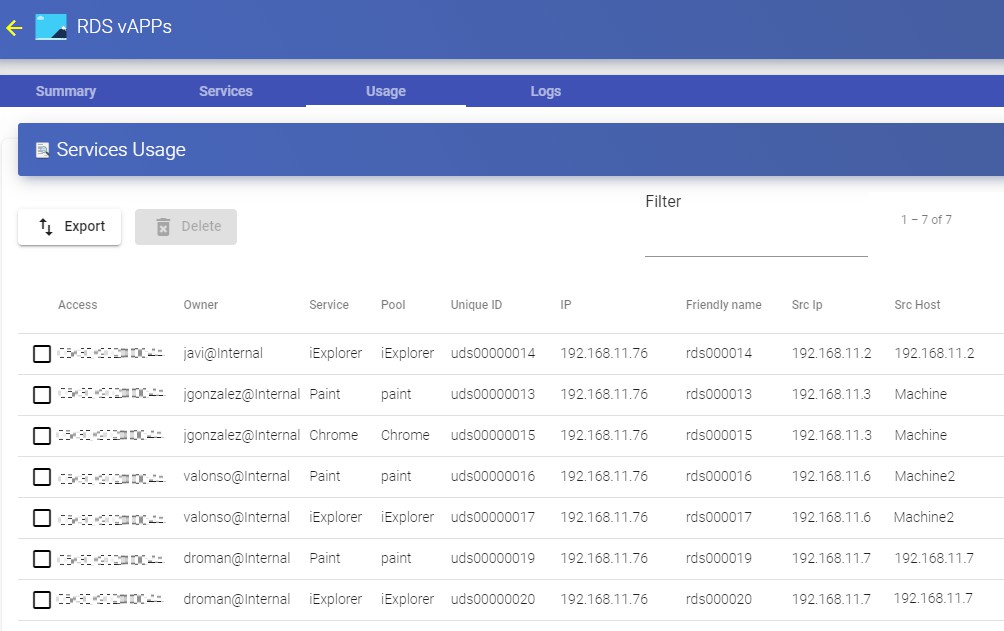 RDS vAPPs
Summary Services Usage Logs
Services Usage
Filter
1 – 7 of 7
Export Delete
Access Owner Service Pool Unique ID IP Friendly name Src Ip Src Host
javi@Internal iExplorer iExplorer uds00000014 192.168.11.76 rds000014 192.168.11.2 192.168.11.2
jgonzalez@Internal Paint paint uds00000013 192.168.11.76 rds000013 192.168.11.3 Machine
jgonzalez@Internal Chrome Chrome uds00000015 192.168.11.76 rds000015 192.168.11.3 Machine
valonso@Internal Paint paint uds00000016 192.168.11.76 rds000016 192.168.11.6 Machine2
valonso@Internal iExplorer iExplorer uds00000017 192.168.11.76 rds000017 192.168.11.6 Machine2
droman@Internal Paint paint uds00000019 192.168.11.76 rds000019 192.168.11.7 192.168.11.7
droman@Internal iExplorer iExplorer uds00000020 192.168.11.76 rds000020 192.168.11.7 192.168.11.7